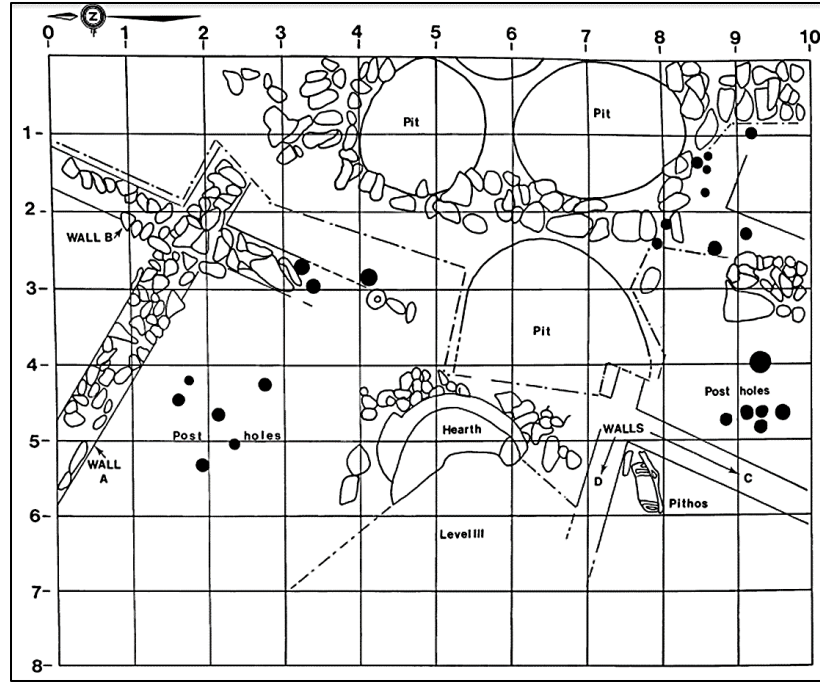 Z
0 1 2 3 4 5 6 7 8 9 10
1-
Pit
Pit
2-
WALL B
3-
Pit
4-
Post holes
Post holes
Hearth
WALLS
5-
WALL
A
D
C
Pithos
6-
Level III
7-
8-